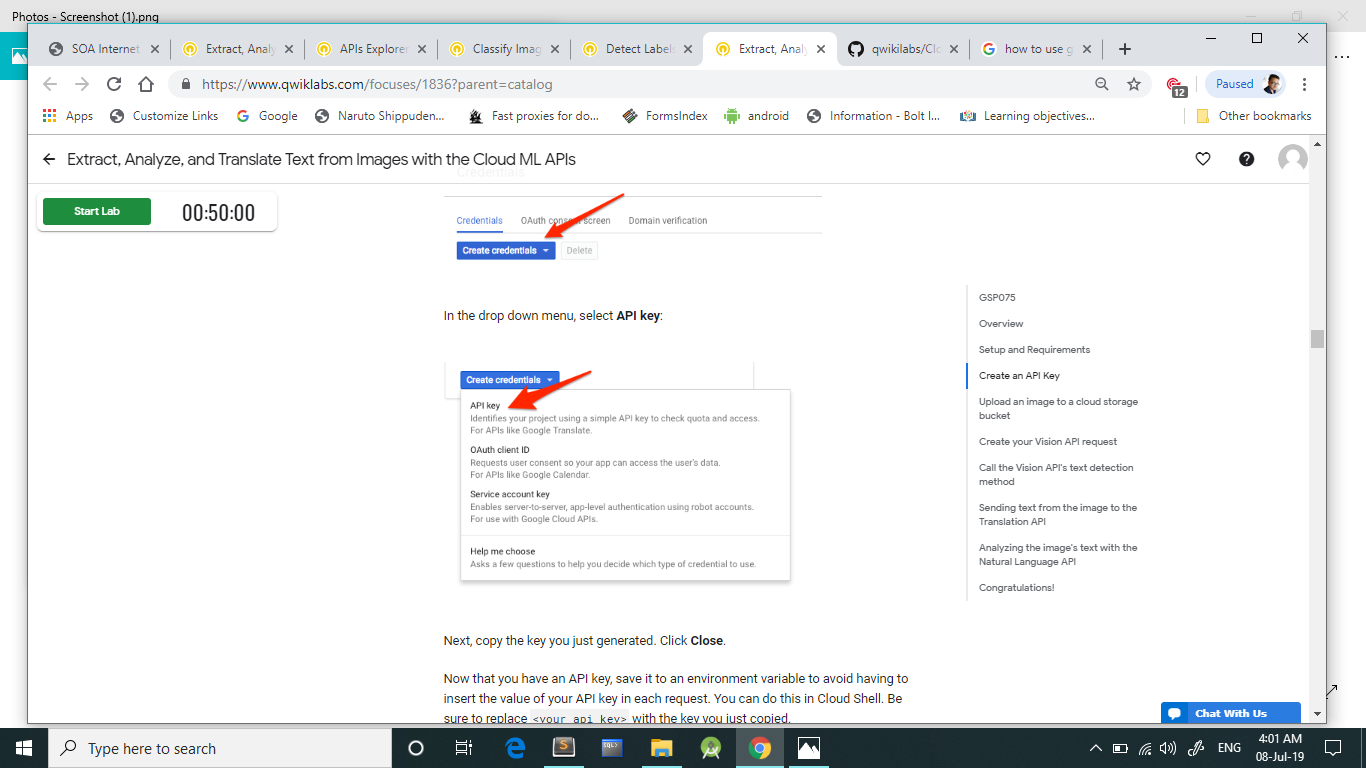 Photos - Screenshot (1).png
SOA Internet
Extract, Analy
APIs Explorer
Classify Imag
Detect Labels
Extract, Analy
qwikilabs/Clo
how to use g
https://www.qwiklabs.com/focuses/1836?parent=catalog
12
Paused
Apps
Customize Links
Google
Naruto Shippuden...
Fast proxies for do...
FormsIndex
android
Information - Bolt I...
Learning objectives...
Other bookmarks
Extract, Analyze, and Translate Text from Images with the Cloud ML APIs
Credentials
Start Lab
00:50:00
Credentials
OAuth consent screen
Domain verification
Create credentials
Delete
In the drop down menu, select API key:
Create credentials
API key
Identifies your project using a simple API key to check quota and access.
For APIs like Google Translate.
OAuth client ID
Requests user consent so your app can access the user's data.
For APIs like Google Calendar.
Service account key
Enables server-to-server, app-level authentication using robot accounts.
For use with Google Cloud APIs.
Help me choose
Asks a few questions to help you decide which type of credential to use.
Next, copy the key you just generated. Click Close.
Now that you have an API key, save it to an environment variable to avoid having to
insert the value of your API key in each request. You can do this in Cloud Shell. Be
sure to replace <your_api_key> with the key you just copied.
GSP075
Overview
Setup and Requirements
Create an API Key
Upload an image to a cloud storage
bucket
Create your Vision API request
Call the Vision API's text detection
method
Sending text from the image to the
Translation API
Analyzing the image's text with the
Natural Language API
Congratulations!
Chat With Us
Type here to search
ENG
4:01 AM
08-Jul-19